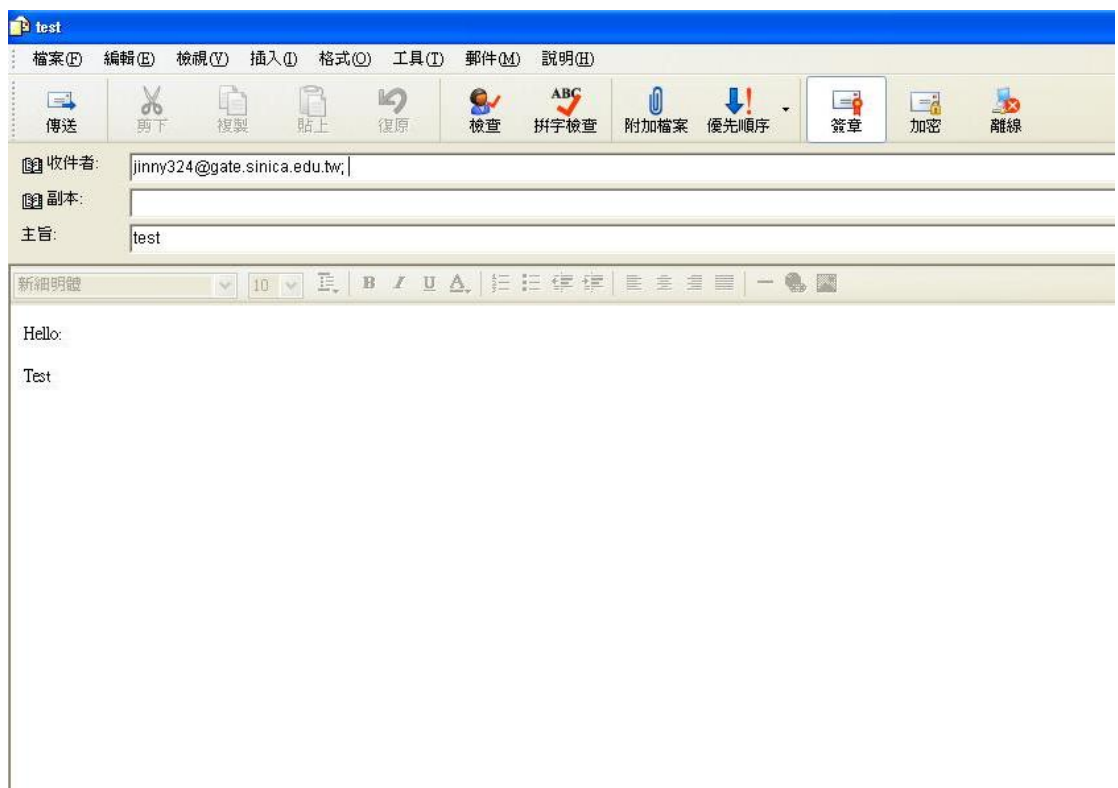 test
檔案(F) 編輯(E) 檢視(V) 插入(I) 格式(O) 工具(T) 郵件(M) 說明(H)
傳送 剪下 複製 貼上 復原 檢查 ABC 拼字檢查 附加檔案 優先順序 簽章 加密 離線
收件者: jinny324@gate.sinica.edu.tw;
副本:
主旨: test
新細明體 10 B I U A
Hello:
Test